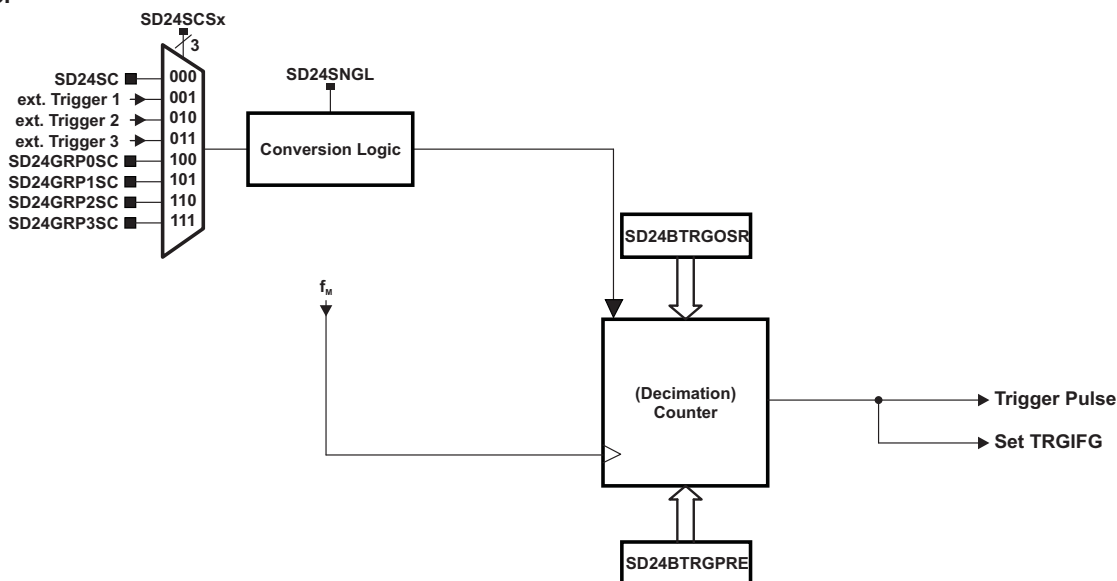 SD24SCSx
3
SD24SC 000
ext. Trigger 1 001
ext. Trigger 2 010
ext. Trigger 3 011
SD24GRP0SC 100
SD24GRP1SC 101
SD24GRP2SC 110
SD24GRP3SC 111
SD24SNGL
Conversion Logic
SD24BTRGOSR
fM
(Decimation)
Counter
Trigger Pulse
Set TRGIFG
SD24BTRGPRE